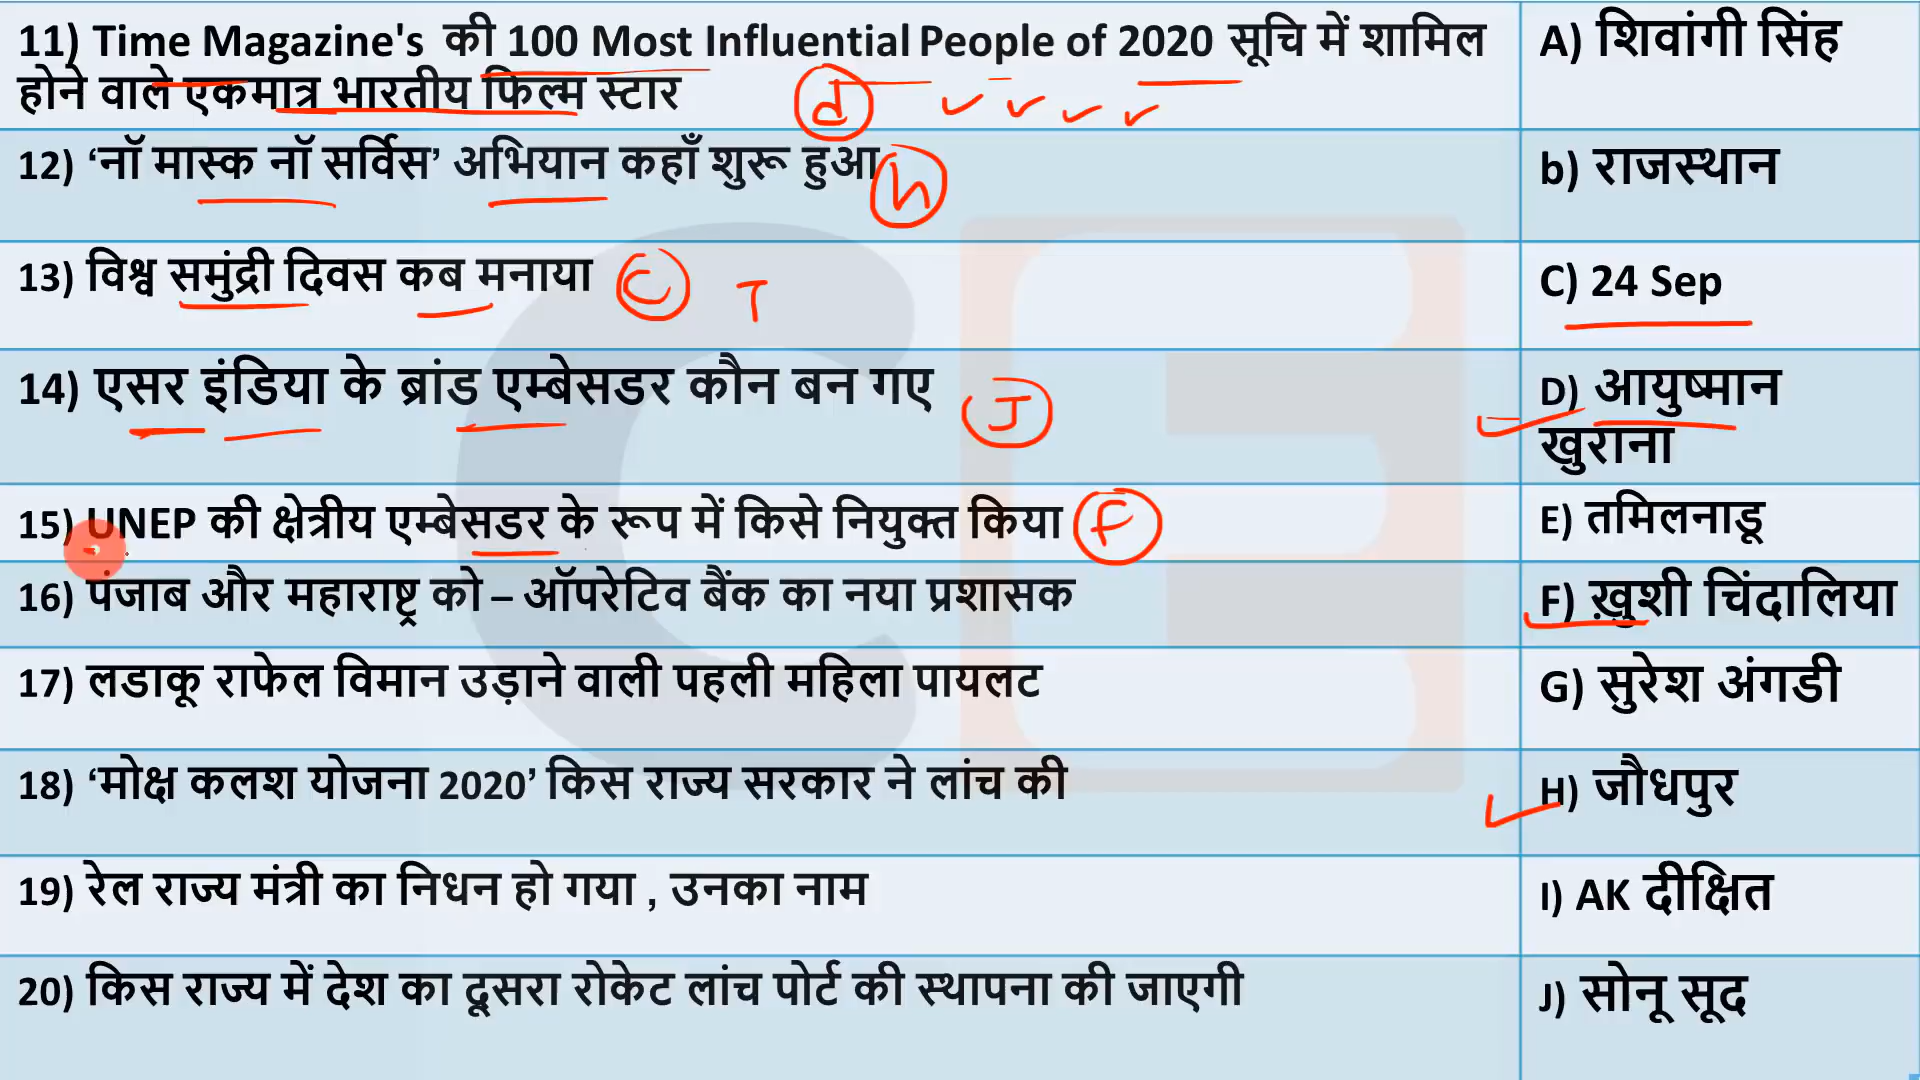 11) Time Magazine's की 100 Most Influential People of 2020 सूचि में शामिल
होने वाले एकमात्र भारतीय फिल्म स्टार
d
A) शिवांगी सिंह
12) ‘नॉ मास्क नॉ सर्विस’ अभियान कहाँ शुरू हुआ
h
b) राजस्थान
13) विश्व समुंद्री दिवस कब मनाया
C T
C) 24 Sep
14) एसर इंडिया के ब्रांड एम्बेसडर कौन बन गए
J
D) आयुष्मान
खुराना
15) UNEP की क्षेत्रीय एम्बेसडर के रूप में किसे नियुक्त किया
F
E) तमिलनाडू
16) पंजाब और महाराष्ट्र को – ऑपरेटिव बैंक का नया प्रशासक
F) ख़ुशी चिंदालिया
17) लडाकू राफेल विमान उड़ाने वाली पहली महिला पायलट
G) सुरेश अंगडी
18) ‘मोक्ष कलश योजना 2020’ किस राज्य सरकार ने लांच की
H) जौधपुर
19) रेल राज्य मंत्री का निधन हो गया , उनका नाम
I) AK दीक्षित
20) किस राज्य में देश का दूसरा रोकेट लांच पोर्ट की स्थापना की जाएगी
J) सोनू सूद